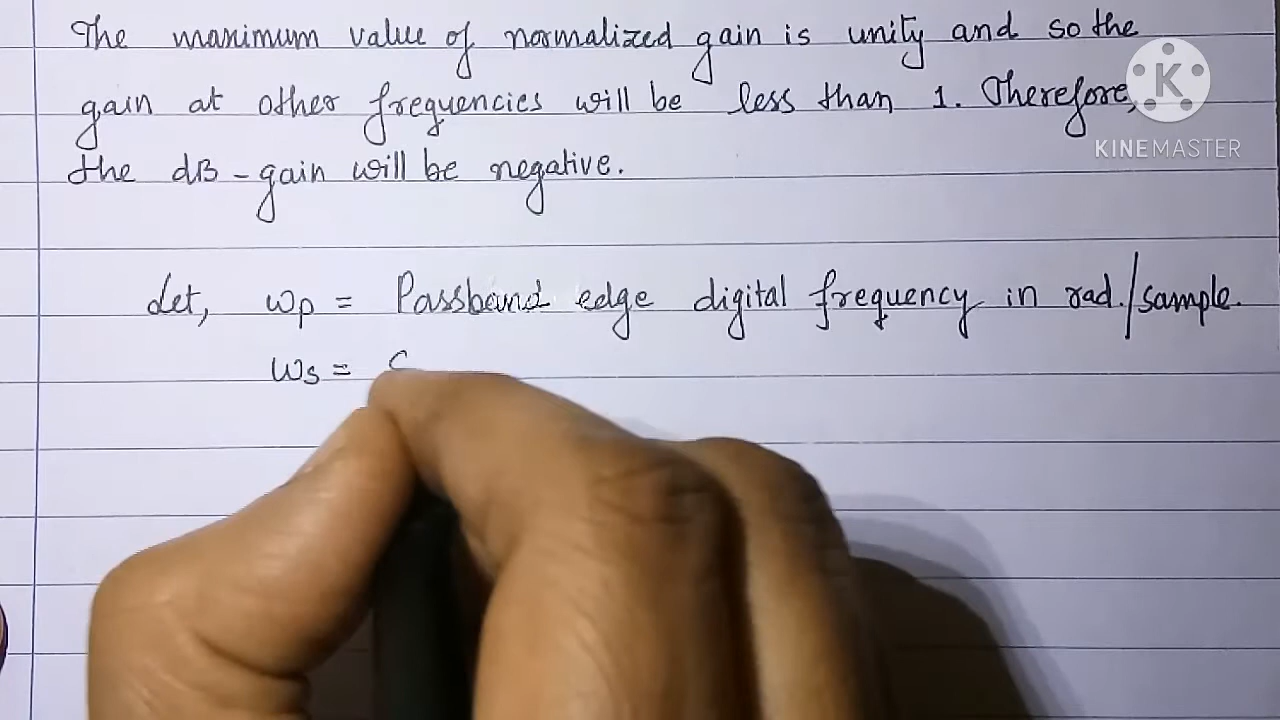 The maximum value of normalized gain is unity and so the
gain at other frequencies will be less than 1. Therefore,
the dB-gain will be negative.
Let, ωp = Passband edge digital frequency in rad./sample.
ωs = S
K
KINEMASTER